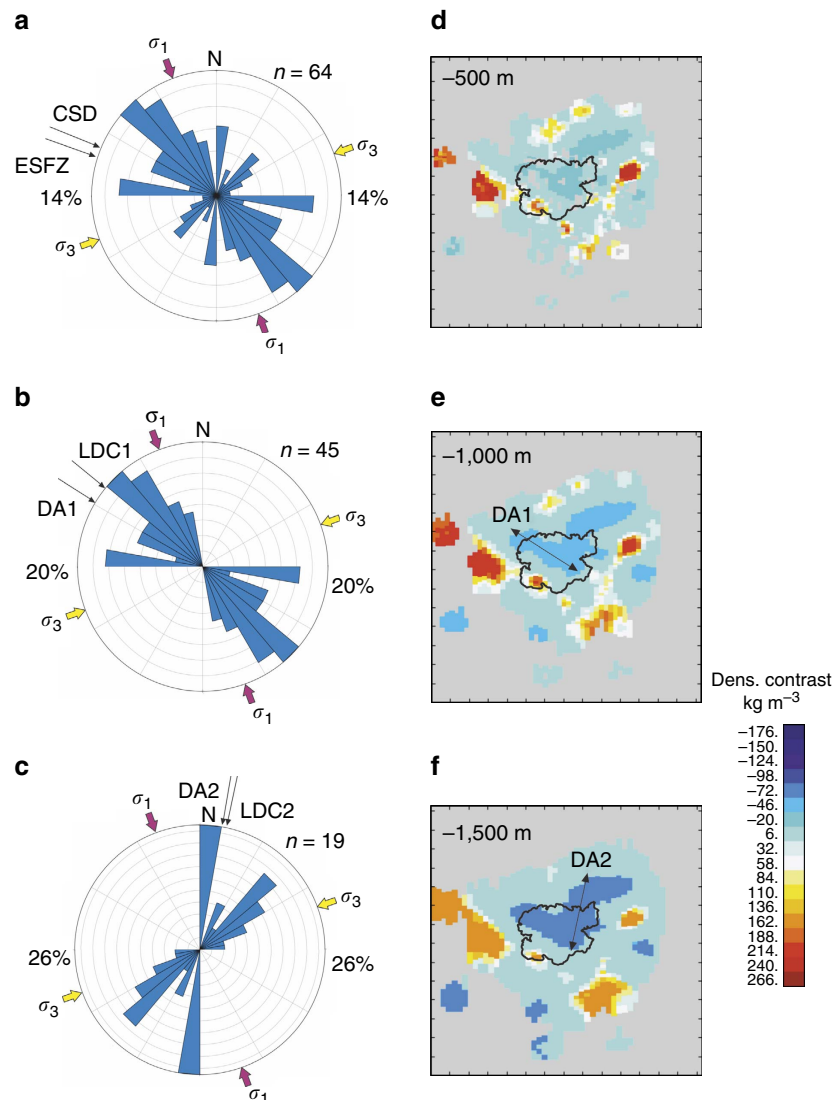 a
σ1
N
n = 64
CSD
ESFZ
σ3
14%
14%
σ3
σ1
b
σ1
N
n = 45
LDC1
DA1
σ3
20%
20%
σ3
σ1
c
DA2
σ1
N
LDC2
n = 19
σ3
26%
26%
σ3
σ1
d
–500 m
e
–1,000 m
DA1
f
–1,500 m
DA2
Dens. contrast
kg m–3
–176.
–150.
–124.
–98.
–72.
–46.
–20.
6.
32.
58.
84.
110.
136.
162.
188.
214.
240.
266.